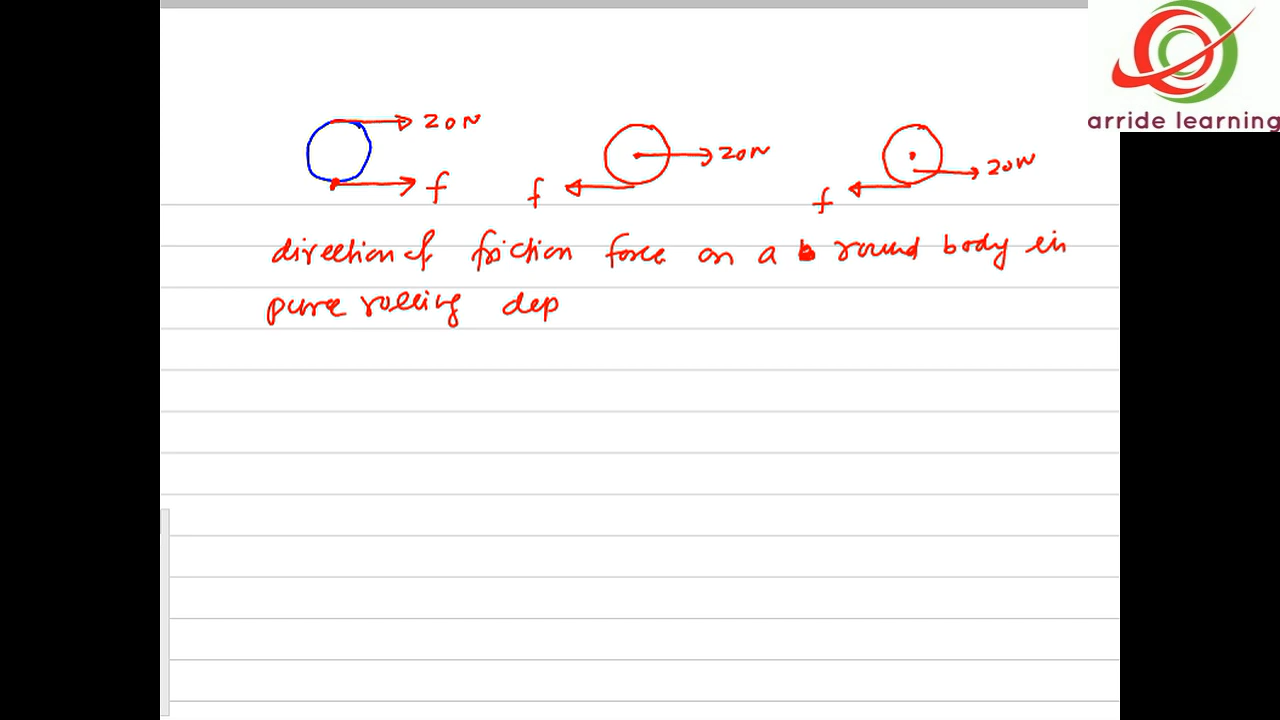 arride learning
20N 20N 20N
f f f
direction of friction force on a round body in
pure rolling dep